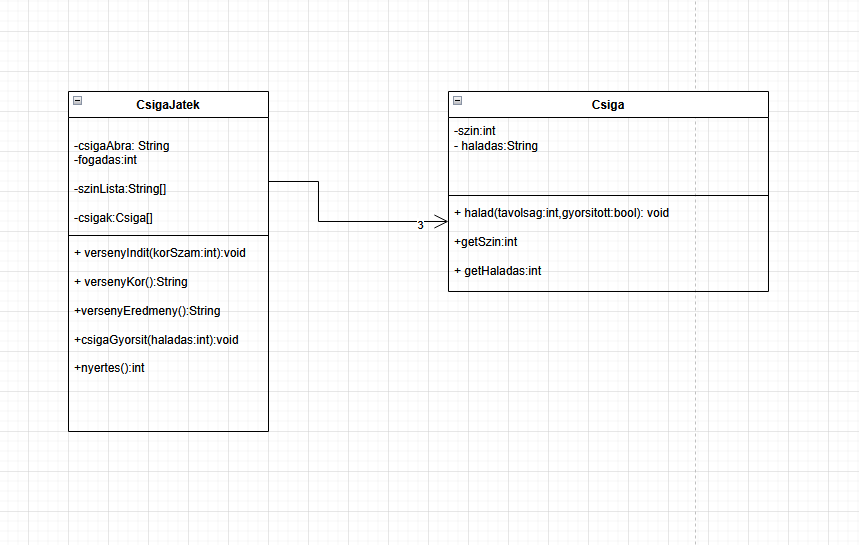 CsigaJatek
-csigaAbra: String
-fogadas:int
-szinLista:String[]
-csigak:Csiga[]
+ versenyIndit(korSzam:int):void
+ versenyKor():String
+versenyEredmeny():String
+csigaGyorsit(haladas:int):void
+nyertes():int
3
Csiga
-szin:int
- haladas:String
+ halad(tavolsag:int,gyorsitott:bool): void
+getSzin:int
+ getHaladas:int